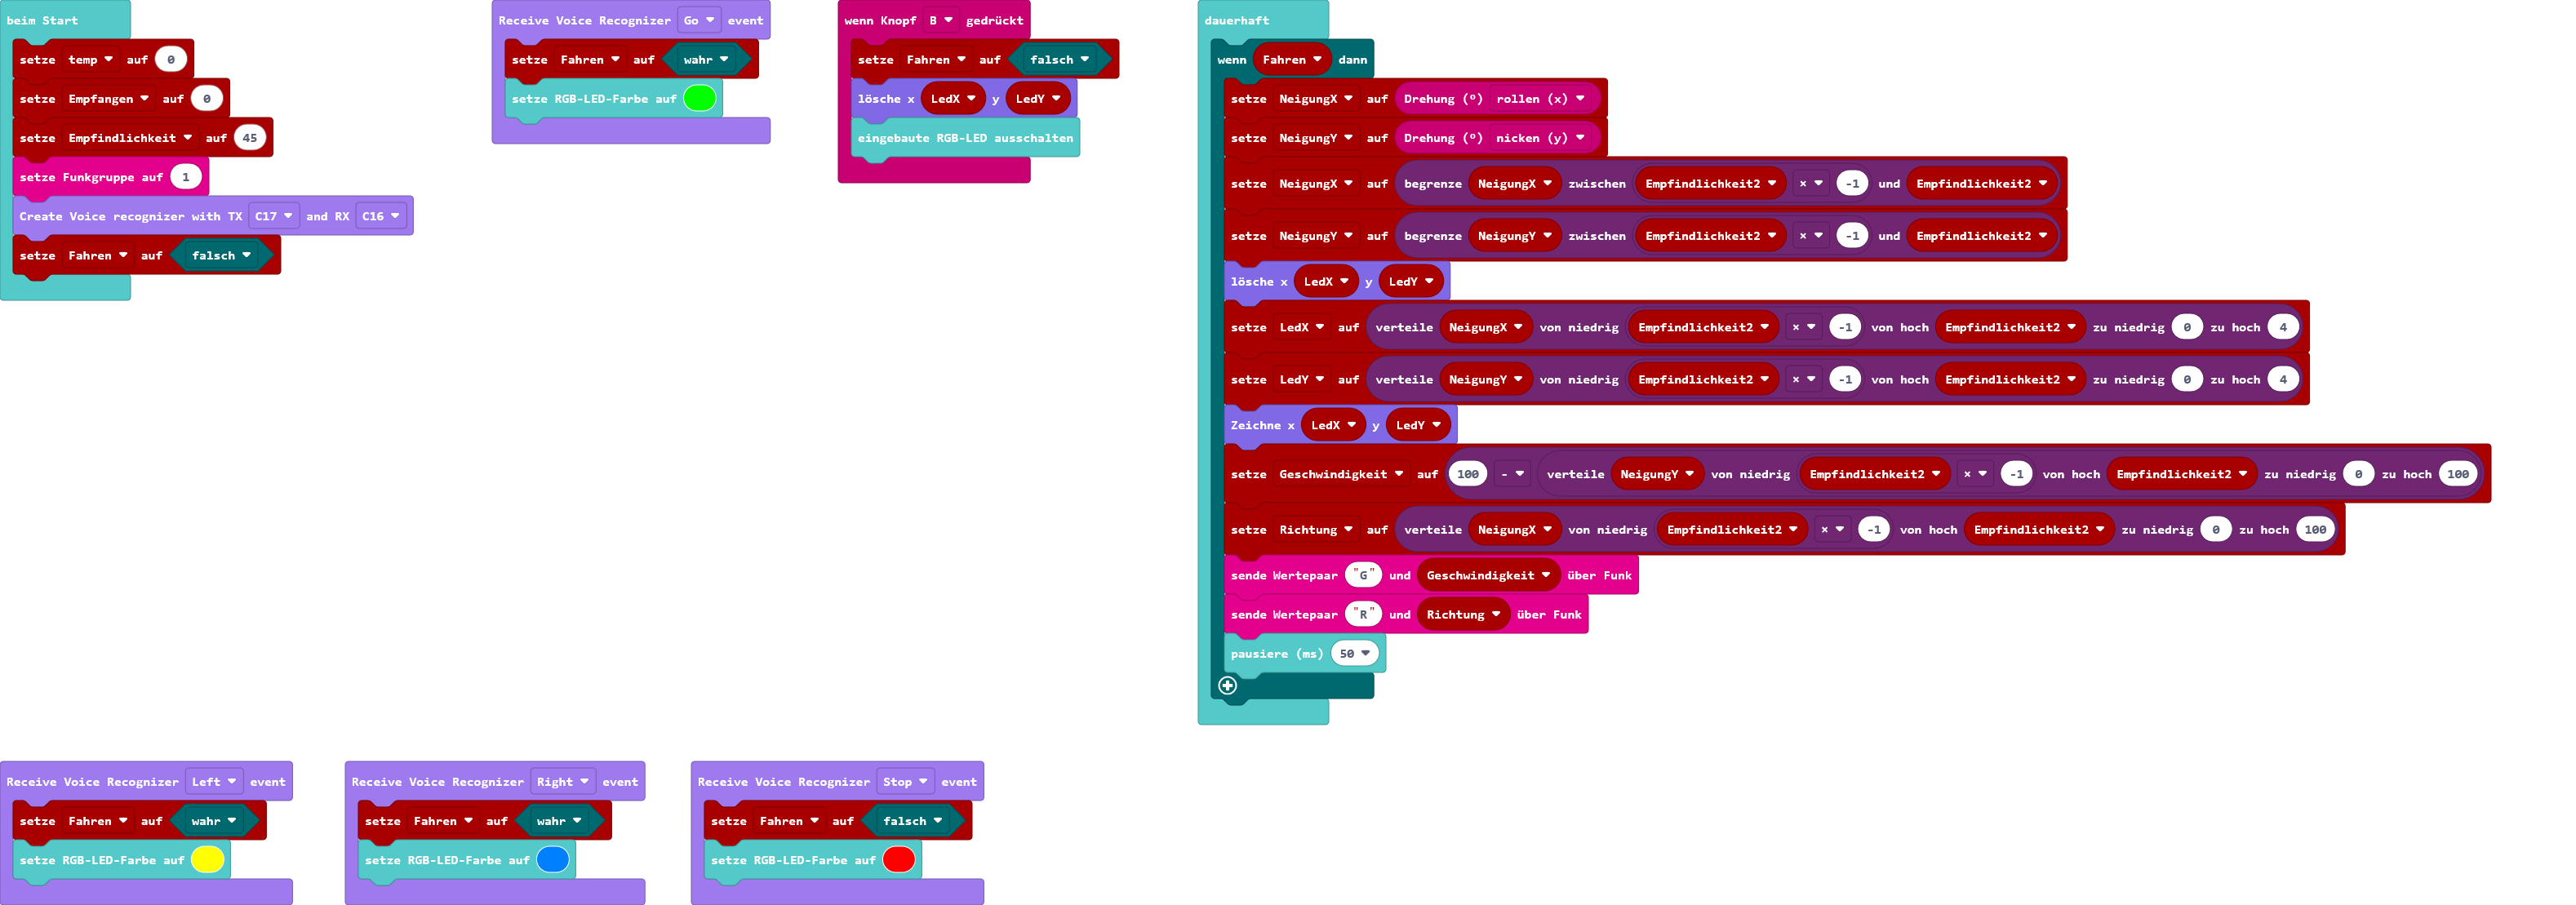 beim Start
setze temp auf 0
setze Empfangen auf 0
setze Empfindlichkeit auf 45
setze Funkgruppe auf 1
Create Voice recognizer with TX C17 and RX C16
setze Fahren auf falsch
Receive Voice Recognizer Go event
setze Fahren auf wahr
setze RGB-LED-Farbe auf
wenn Knopf B gedrückt
setze Fahren auf falsch
lösche x LedX y LedY
eingebaute RGB-LED ausschalten
dauerhaft
wenn Fahren dann
setze NeigungX auf Drehung (º) rollen (x)
setze NeigungY auf Drehung (º) nicken (y)
setze NeigungX auf begrenze NeigungX zwischen Empfindlichkeit2 × -1 und Empfindlichkeit2
setze NeigungY auf begrenze NeigungY zwischen Empfindlichkeit2 × -1 und Empfindlichkeit2
lösche x LedX y LedY
setze LedX auf verteile NeigungX von niedrig Empfindlichkeit2 × -1 von hoch Empfindlichkeit2 zu niedrig 0 zu hoch 4
setze LedY auf verteile NeigungY von niedrig Empfindlichkeit2 × -1 von hoch Empfindlichkeit2 zu niedrig 0 zu hoch 4
Zeichne x LedX y LedY
setze Geschwindigkeit auf 100 - verteile NeigungY von niedrig Empfindlichkeit2 × -1 von hoch Empfindlichkeit2 zu niedrig 0 zu hoch 100
setze Richtung auf verteile NeigungX von niedrig Empfindlichkeit2 × -1 von hoch Empfindlichkeit2 zu niedrig 0 zu hoch 100
sende Wertepaar "G" und Geschwindigkeit über Funk
sende Wertepaar "R" und Richtung über Funk
pausiere (ms) 50
Receive Voice Recognizer Left event
setze Fahren auf wahr
setze RGB-LED-Farbe auf
Receive Voice Recognizer Right event
setze Fahren auf wahr
setze RGB-LED-Farbe auf
Receive Voice Recognizer Stop event
setze Fahren auf falsch
setze RGB-LED-Farbe auf